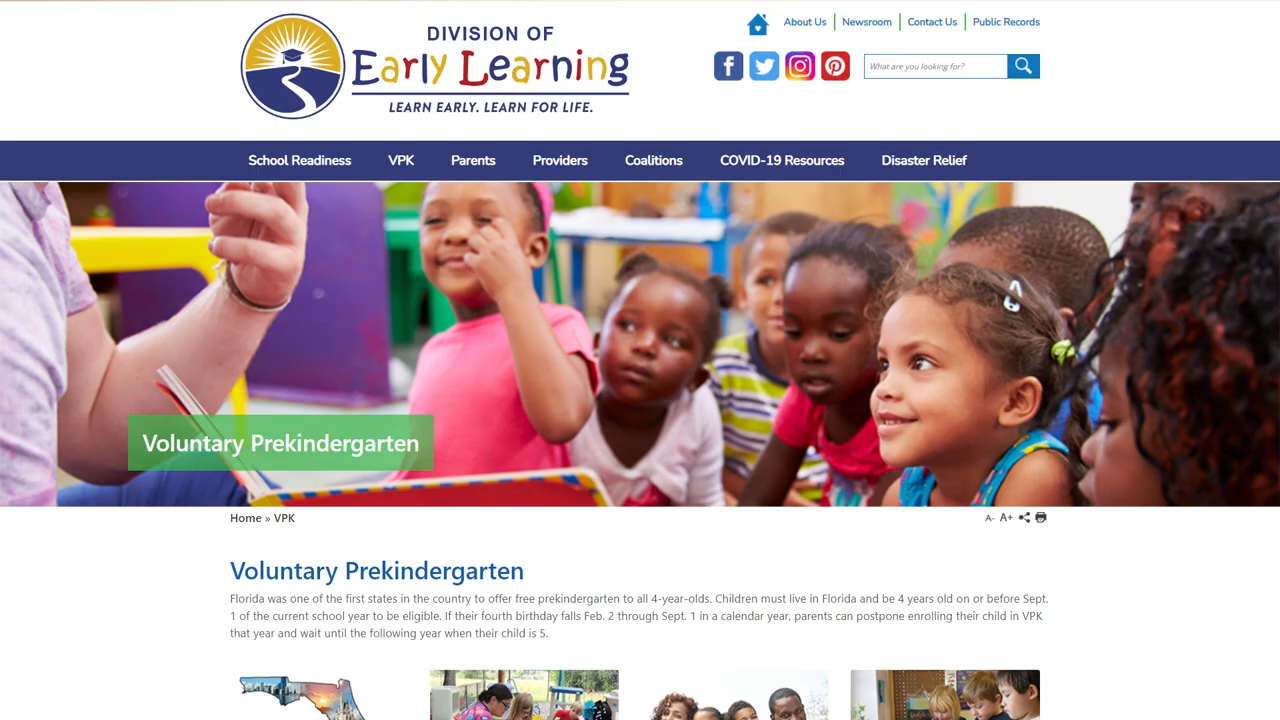 DIVISION OF
Early Learning
LEARN EARLY. LEARN FOR LIFE.
About Us
Newsroom
Contact Us
Public Records
What are you looking for?
School Readiness
VPK
Parents
Providers
Coalitions
COVID-19 Resources
Disaster Relief
Voluntary Prekindergarten
Home » VPK
A- A+
Voluntary Prekindergarten
Florida was one of the first states in the country to offer free prekindergarten to all 4-year-olds. Children must live in Florida and be 4 years old on or before Sept.
1 of the current school year to be eligible. If their fourth birthday falls Feb. 2 through Sept. 1 in a calendar year, parents can postpone enrolling their child in VPK
that year and wait until the following year when their child is 5.